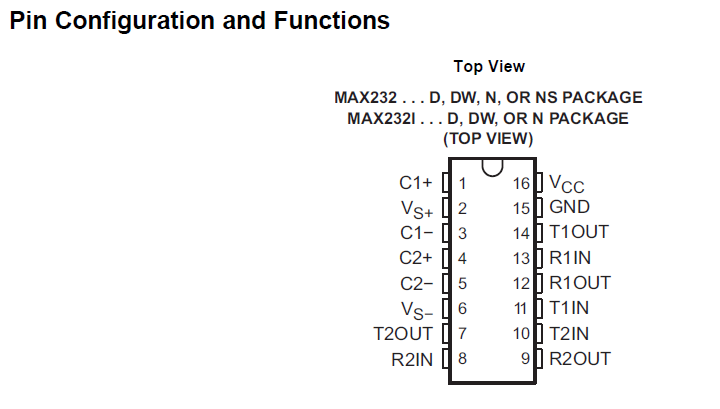 Pin Configuration and Functions
Top View
MAX232 . . . D, DW, N, OR NS PACKAGE
MAX232I . . . D, DW, OR N PACKAGE
(TOP VIEW)
C1+ 1 16 VCC
VS+ 2 15 GND
C1− 3 14 T1OUT
C2+ 4 13 R1IN
C2− 5 12 R1OUT
VS− 6 11 T1IN
T2OUT 7 10 T2IN
R2IN 8 9 R2OUT